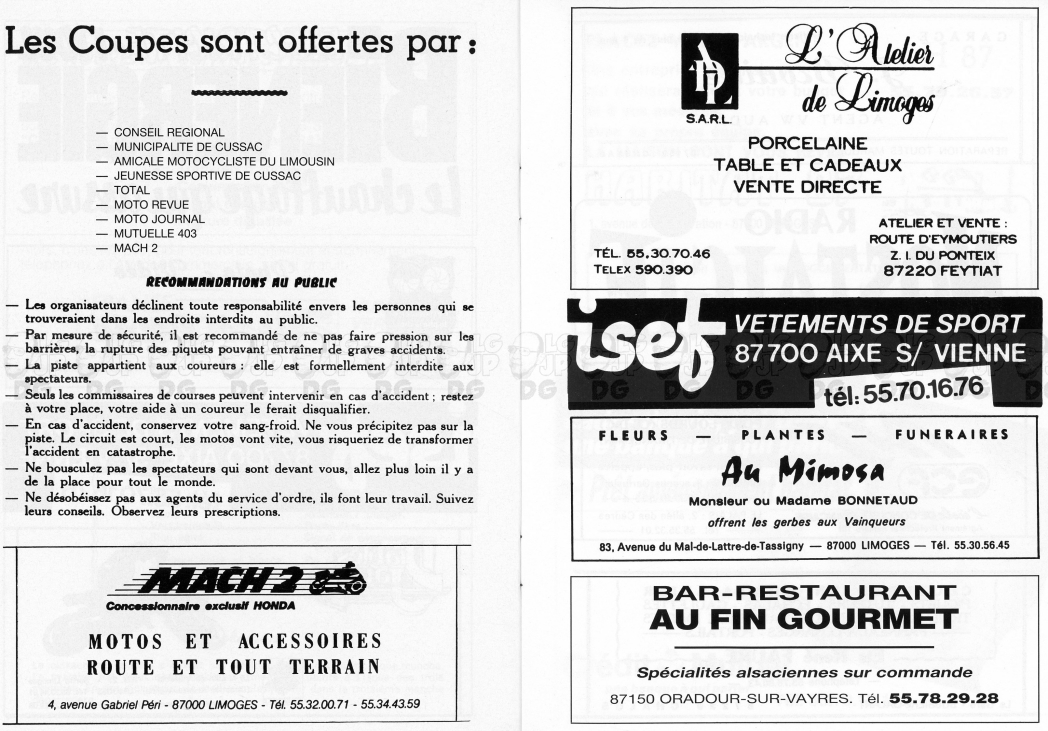 Les Coupes sont offertes par :
— CONSEIL REGIONAL
— MUNICIPALITE DE CUSSAC
— AMICALE MOTOCYCLISTE DU LIMOUSIN
— JEUNESSE SPORTIVE DE CUSSAC
— TOTAL
— MOTO REVUE
— MOTO JOURNAL
— MUTUELLE 403
— MACH 2
RECOMMANDATIONS AU PUBLIC
— Les organisateurs déclinent toute responsabilité envers les personnes qui se
trouveraient dans les endroits interdits au public.
— Par mesure de sécurité, il est recommandé de ne pas faire pression sur les
barrières, la rupture des piquets pouvant entraîner de graves accidents.
— La piste appartient aux coureurs ; elle est formellement interdite aux
spectateurs.
— Seuls les commissaires de courses peuvent intervenir en cas d'accident ; restez
à votre place, votre aide à un coureur le ferait disqualifier.
— En cas d'accident, conservez votre sang-froid. Ne vous précipitez pas sur la
piste. Le circuit est court, les motos vont vite, vous risqueriez de transformer
l'accident en catastrophe.
— Ne bousculez pas les spectateurs qui sont devant vous, allez plus loin il y a
de la place pour tout le monde.
— Ne désobéissez pas aux agents du service d'ordre, ils font leur travail. Suivez
leurs conseils. Observez leurs prescriptions.
MACH 2
Concessionnaire exclusif HONDA
MOTOS ET ACCESSOIRES
ROUTE ET TOUT TERRAIN
4, avenue Gabriel Péri - 87000 LIMOGES - Tél. 55.32.00.71 - 55.34.43.59
L'Atelier
de Limoges
S.A.R.L.
PORCELAINE
TABLE ET CADEAUX
VENTE DIRECTE
ATELIER ET VENTE :
ROUTE D'EYMOUTIERS
Z. I. DU PONTEIX
87220 FEYTIAT
TÉL. 55.30.70.46
TELEX 590.390
isef
VETEMENTS DE SPORT
87700 AIXE S/ VIENNE
tél: 55.70.16.76
FLEURS — PLANTES — FUNERAIRES
Au Mimosa
Monsieur ou Madame BONNETAUD
offrent les gerbes aux Vainqueurs
83, Avenue du Mal-de-Lattre-de-Tassigny — 87000 LIMOGES — Tél. 55.30.56.45
BAR-RESTAURANT
AU FIN GOURMET
Spécialités alsaciennes sur commande
87150 ORADOUR-SUR-VAYRES. Tél. 55.78.29.28